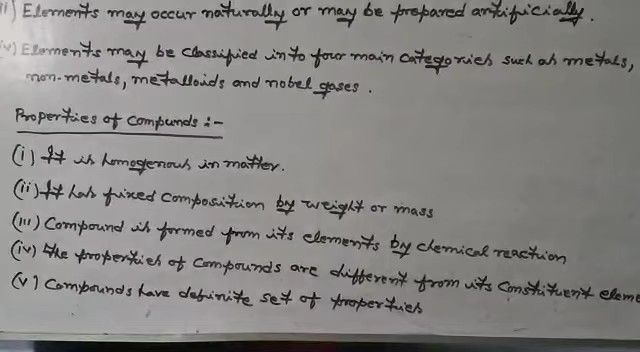 ii) Elements may occur naturally or may be prepared artificially.
iv) Elements may be classified into four main categories such as metals,
non-metals, metalloids and nobel gases.
Properties of Compunds :-
(i) It is homogenous in matter.
(ii) It has fixed composition by weight or mass
(iii) Compound is formed from its elements by chemical reaction
(iv) the properties of compounds are different from its constituent eleme
(v) Compounds have definite set of properties